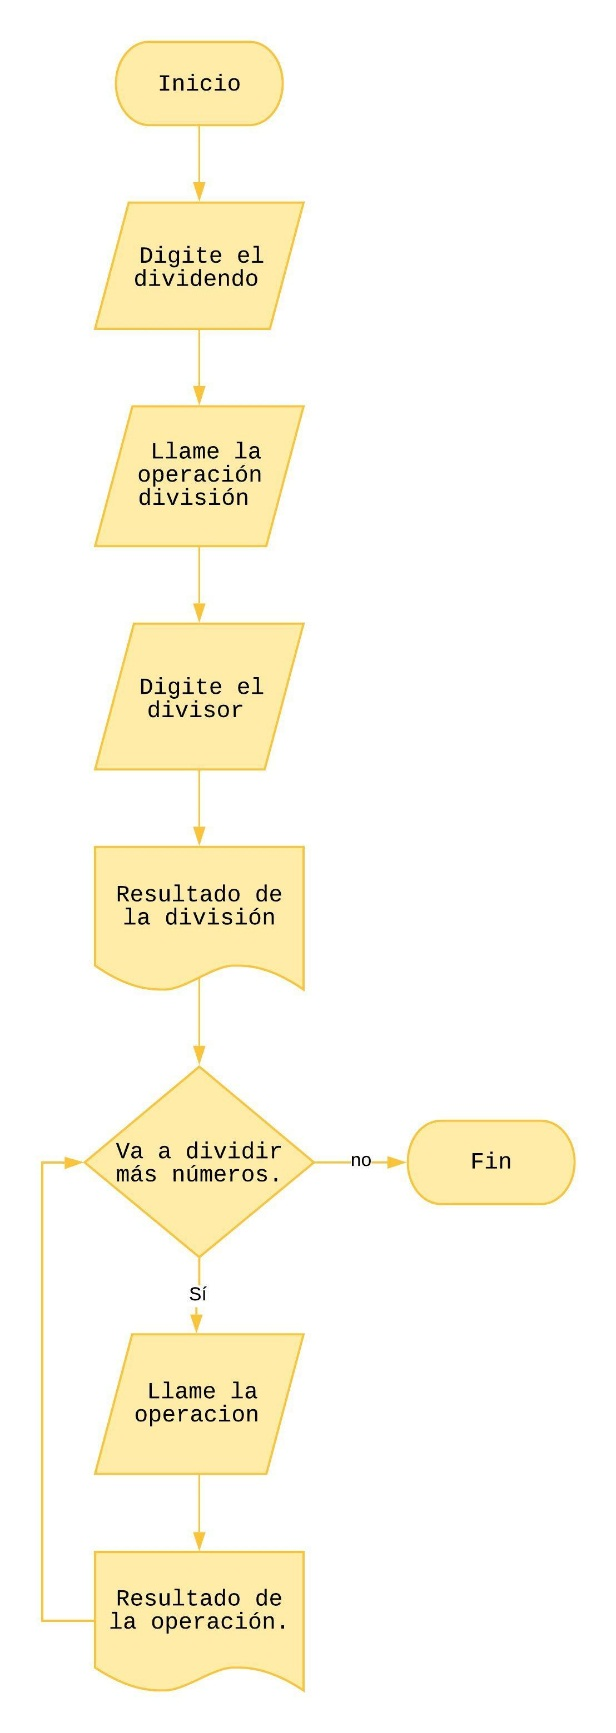 Inicio
Digite el
dividendo
Llame la
operación
división
Digite el
divisor
Resultado de
la división
Va a dividir
más números.
no
Fin
Sí
Llame la
operacion
Resultado de
la operación.